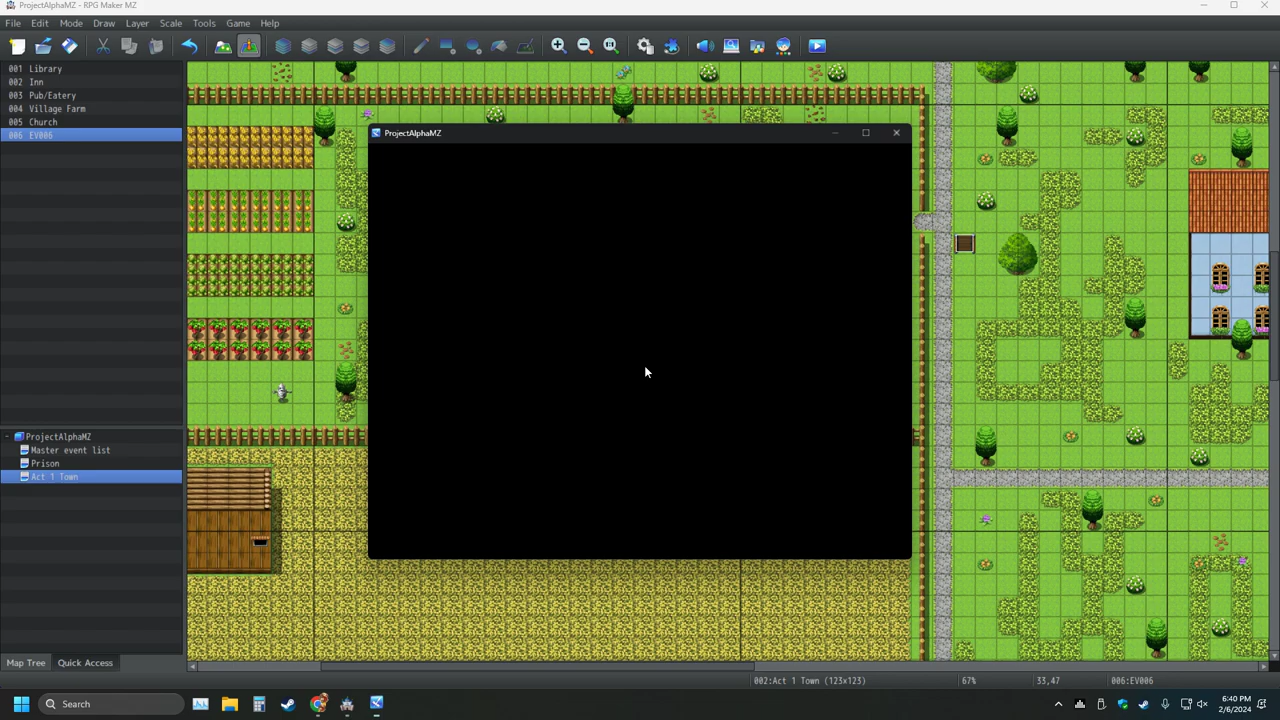 ProjectAlphaMZ - RPG Maker MZ
File Edit Mode Draw Layer Scale Tools Game Help
001 Library
002 Inn
003 Pub/Eatery
004 Village Farm
005 Church
006 EV006
ProjectAlphaMZ
ProjectAlphaMZ
Master event list
Prison
Act 1 Town
Map Tree Quick Access
002:Act 1 Town (123x123) 67% 33,47 006:EV006
Search
6:40 PM
2/6/2024